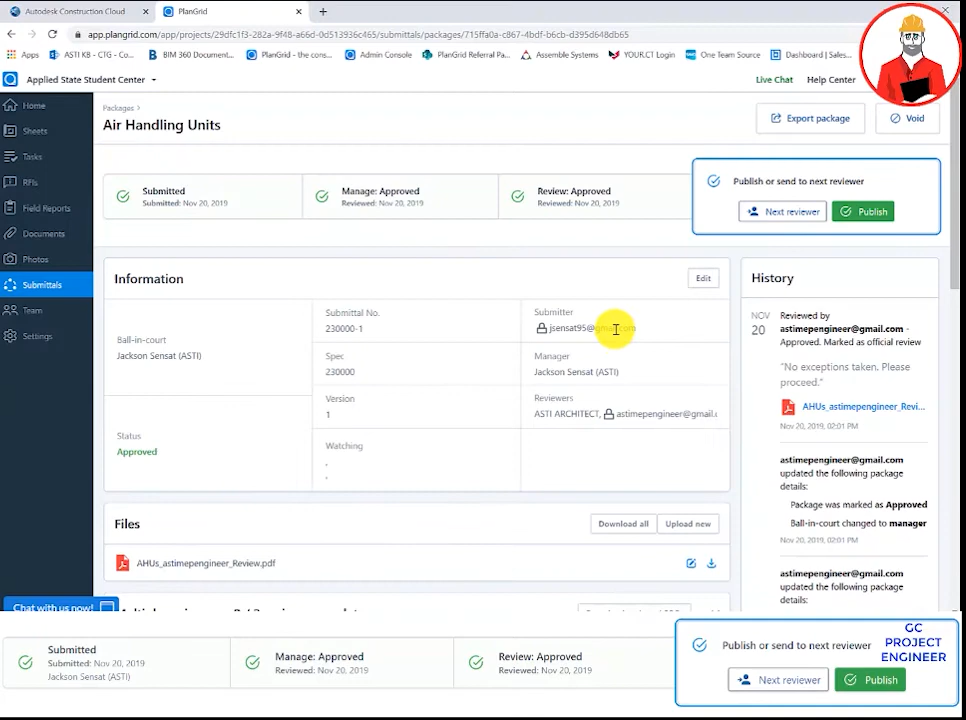 Autodesk Construction Cloud
PlanGrid
app.plangrid.com/app/projects/29dfc1f3-282a-9f48-a66d-0d513936c465/submittals/packages/715ffa0a-c867-4bdf-b6cb-d395d648db65
Apps
ASTI KB - CTG - Co...
BIM 360 Document...
PlanGrid - the cons...
Admin Console
PlanGrid Referral Pa...
Assemble Systems
YOUR.CT Login
One Team Source
Dashboard | Sales...
Applied State Student Center
Live Chat
Help Center
Home
Sheets
Tasks
RFIs
Field Reports
Documents
Photos
Submittals
Team
Settings
Chat with us now!
Packages >
Air Handling Units
Export package
Void
Submitted
Submitted: Nov 20, 2019
Manage: Approved
Reviewed: Nov 20, 2019
Review: Approved
Reviewed: Nov 20, 2019
Publish or send to next reviewer
Next reviewer
Publish
Information
Edit
Ball-in-court
Jackson Sensat (ASTI)
Status
Approved
Submittal No.
230000-1
Spec
230000
Version
1
Watching
Submitter
jsensat95@gmail.com
Manager
Jackson Sensat (ASTI)
Reviewers
ASTI ARCHITECT, astimepengineer@gmail.c
Files
Download all
Upload new
AHUs_astimepengineer_Review.pdf
History
NOV
20
Reviewed by
astimepengineer@gmail.com -
Approved. Marked as official review
"No exceptions taken. Please
proceed."
AHUs_astimepengineer_Revi...
Nov 20, 2019, 02:01 PM
astimepengineer@gmail.com
updated the following package
details:
Package was marked as Approved
Ball-in-court changed to manager
Nov 20, 2019, 02:01 PM
astimepengineer@gmail.com
updated the following package
details:
Submitted
Submitted: Nov 20, 2019
Jackson Sensat (ASTI)
Manage: Approved
Reviewed: Nov 20, 2019
Review: Approved
Reviewed: Nov 20, 2019
Publish or send to next reviewer
Next reviewer
Publish
GC
PROJECT
ENGINEER